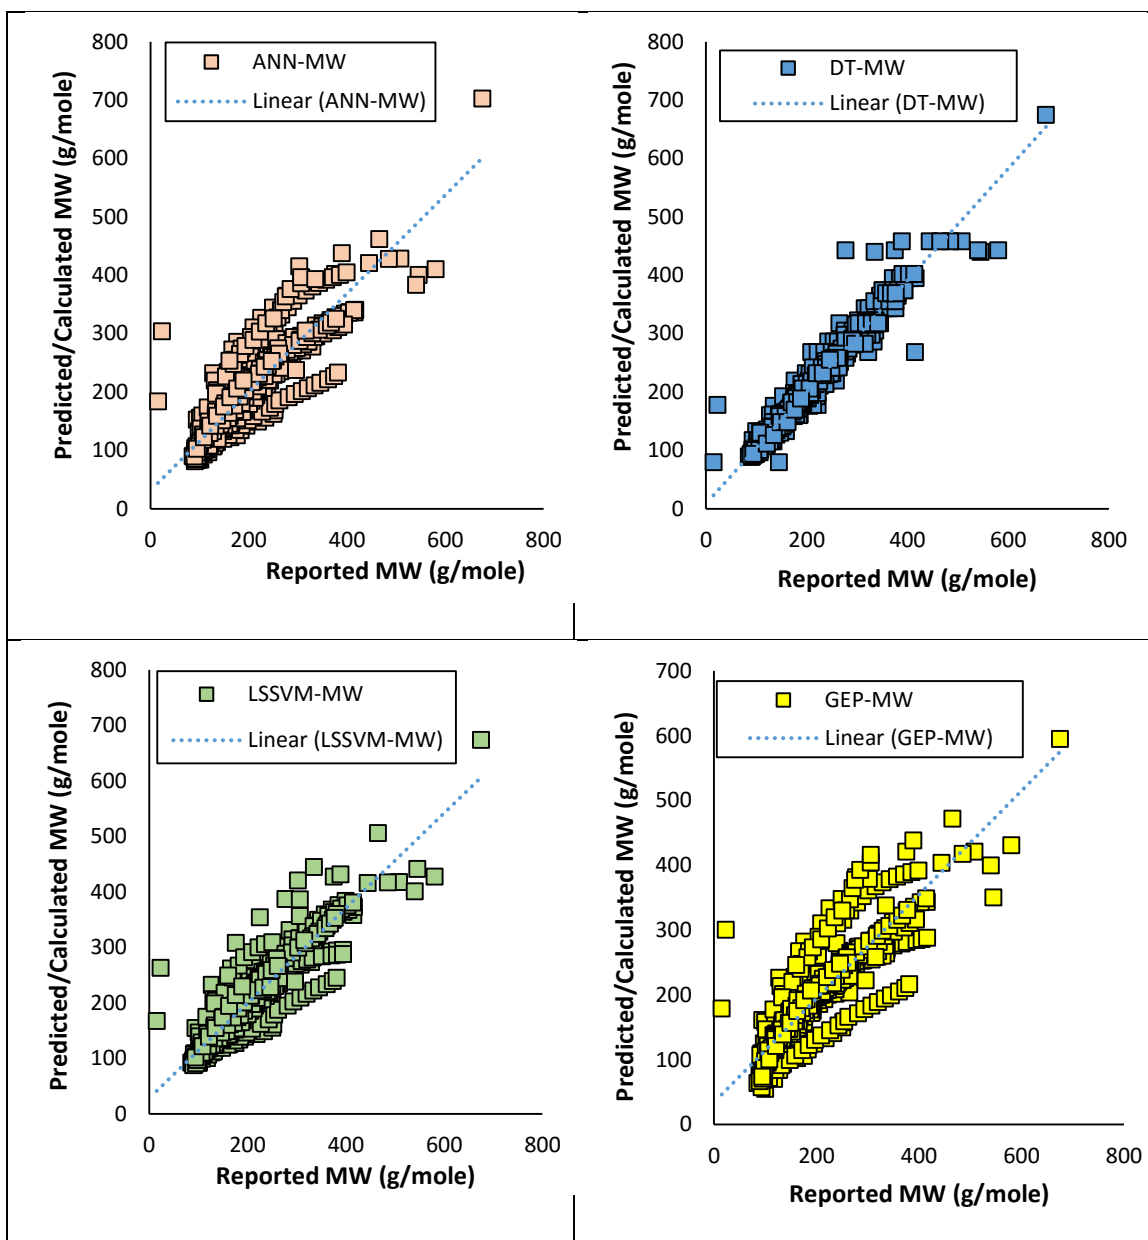 Predicted/Calculated MW (g/mole)
800
700
600
500
400
300
200
100
0
ANN-MW
Linear (ANN-MW)
0 200 400 600 800
Reported MW (g/mole)
Predicted/Calculated MW (g/mole)
800
700
600
500
400
300
200
100
0
DT-MW
Linear (DT-MW)
0 200 400 600 800
Reported MW (g/mole)
Predicted/Calculated MW (g/mole)
800
700
600
500
400
300
200
100
0
LSSVM-MW
Linear (LSSVM-MW)
0 200 400 600 800
Reported MW (g/mole)
Predicted/Calculated MW (g/mole)
700
600
500
400
300
200
100
0
GEP-MW
Linear (GEP-MW)
0 200 400 600 800
Reported MW (g/mole)